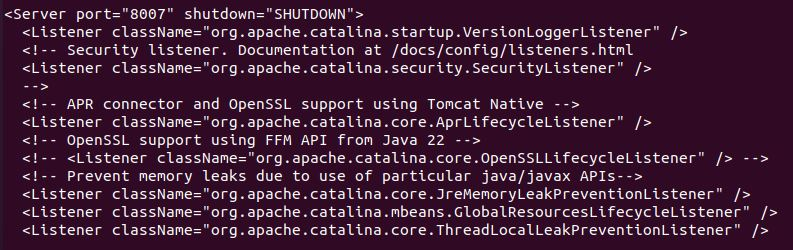 <Server port="8007" shutdown="SHUTDOWN">
<Listener className="org.apache.catalina.startup.VersionLoggerListener" />
<!-- Security listener. Documentation at /docs/config/listeners.html
<Listener className="org.apache.catalina.security.SecurityListener" />
-->
<!-- APR connector and OpenSSL support using Tomcat Native -->
<Listener className="org.apache.catalina.core.AprLifecycleListener" />
<!-- OpenSSL support using FFM API from Java 22 -->
<!-- <Listener className="org.apache.catalina.core.OpenSSLLifecycleListener" /> -->
<!-- Prevent memory leaks due to use of particular java/javax APIs-->
<Listener className="org.apache.catalina.core.JreMemoryLeakPreventionListener" />
<Listener className="org.apache.catalina.mbeans.GlobalResourcesLifecycleListener" />
<Listener className="org.apache.catalina.core.ThreadLocalLeakPreventionListener" />